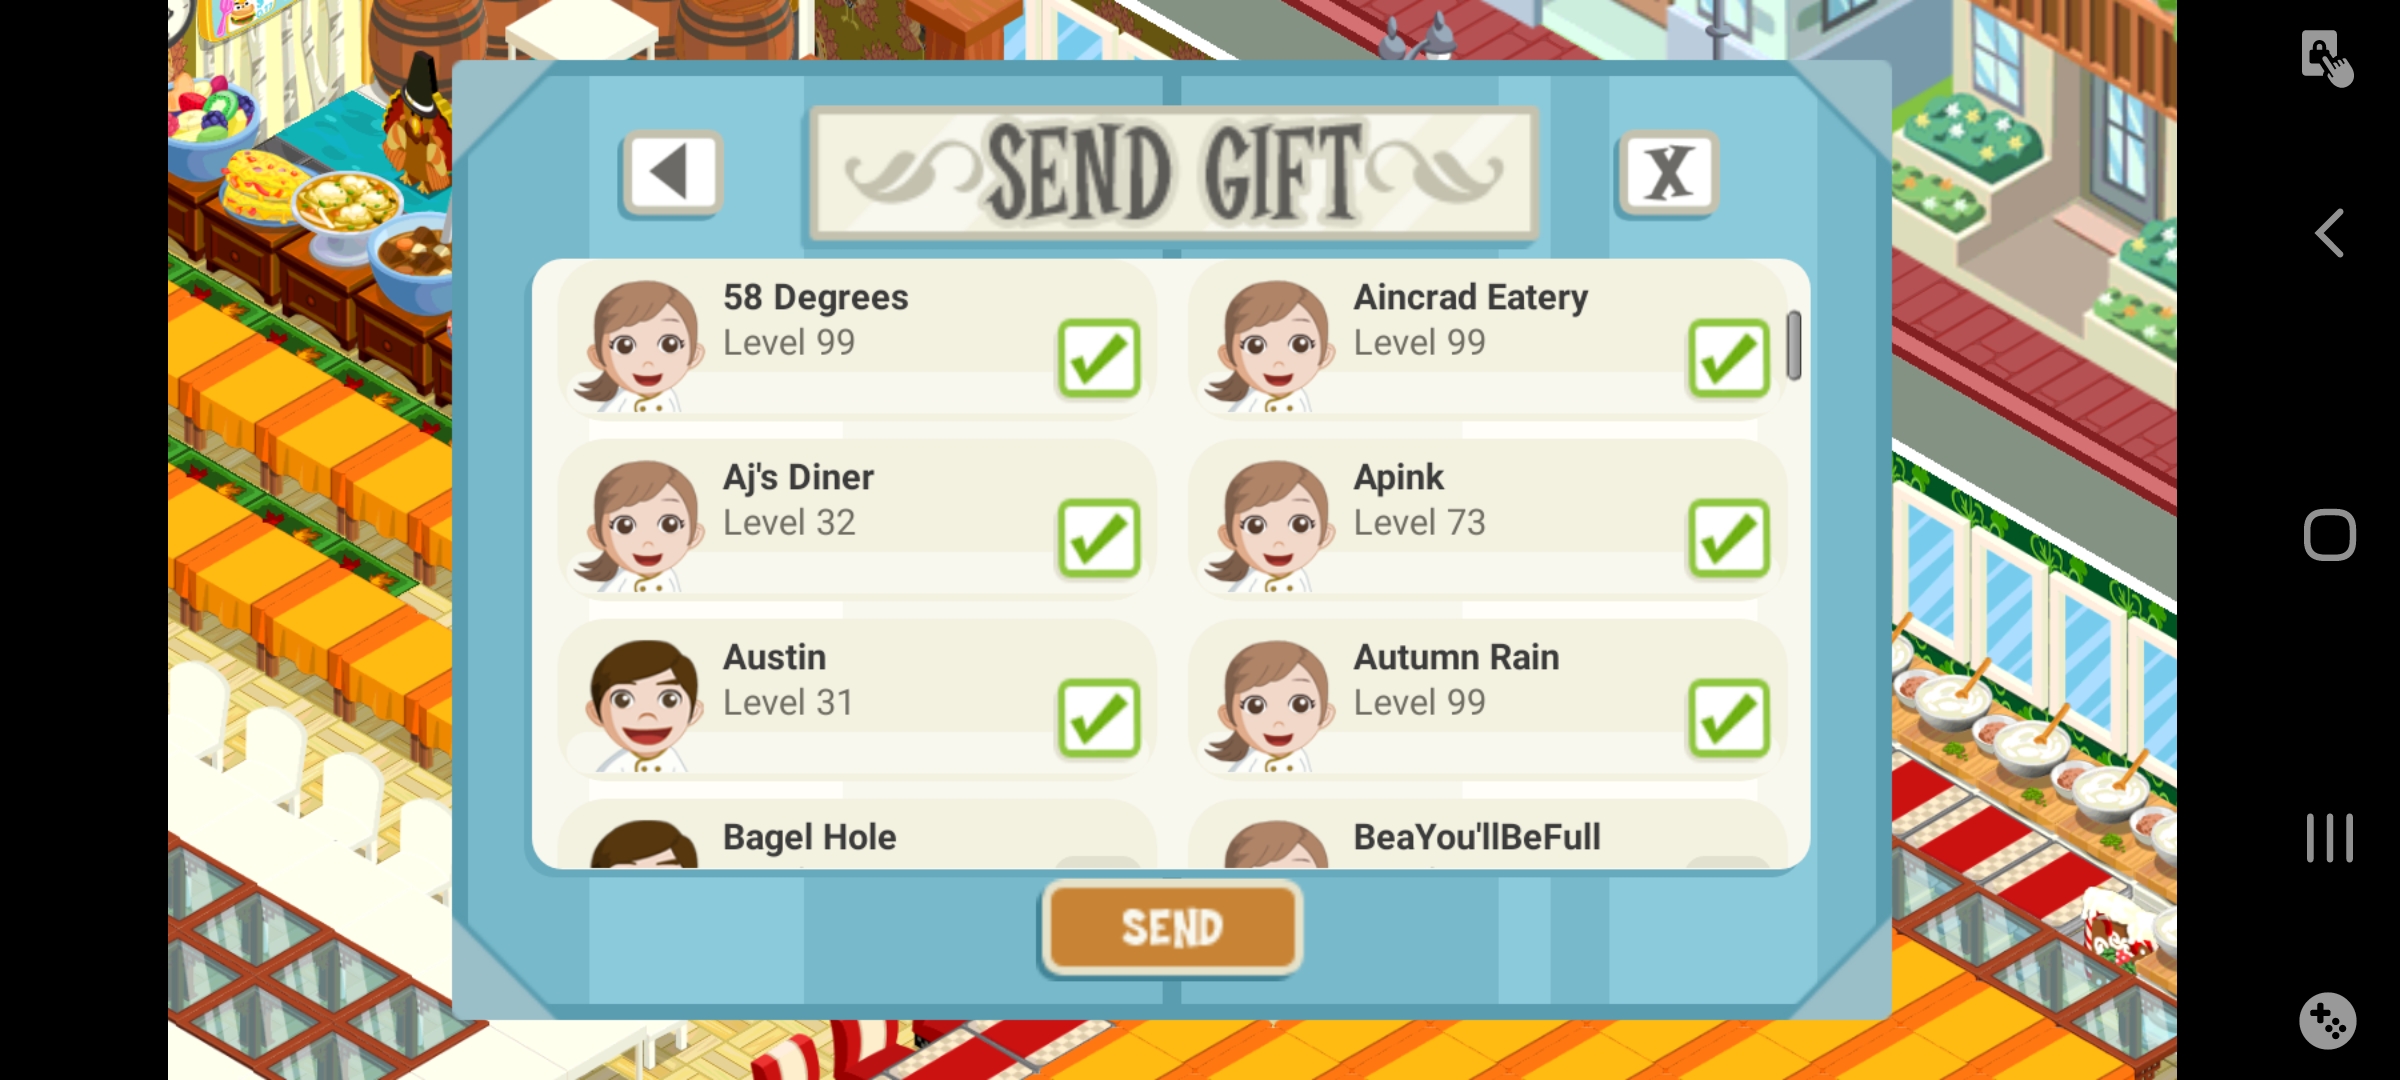 SEND GIFT
X
58 Degrees
Level 99
Aincrad Eatery
Level 99
Aj's Diner
Level 32
Apink
Level 73
Austin
Level 31
Autumn Rain
Level 99
Bagel Hole
BeaYou'llBeFull
SEND